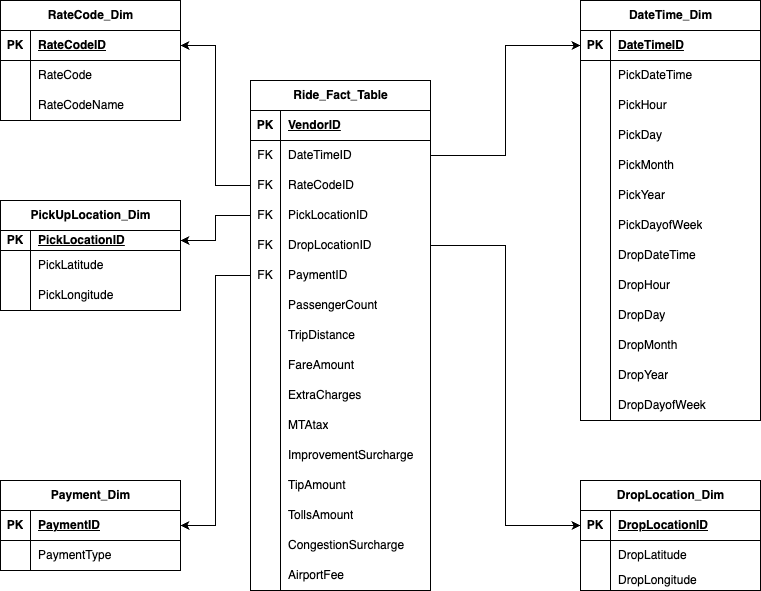 RateCode_Dim
PK RateCodeID
RateCode
RateCodeName
PickUpLocation_Dim
PK PickLocationID
PickLatitude
PickLongitude
Payment_Dim
PK PaymentID
PaymentType
Ride_Fact_Table
PK VendorID
FK DateTimeID
FK RateCodeID
FK PickLocationID
FK DropLocationID
FK PaymentID
PassengerCount
TripDistance
FareAmount
ExtraCharges
MTAtax
ImprovementSurcharge
TipAmount
TollsAmount
CongestionSurcharge
AirportFee
DateTime_Dim
PK DateTimeID
PickDateTime
PickHour
PickDay
PickMonth
PickYear
PickDayofWeek
DropDateTime
DropHour
DropDay
DropMonth
DropYear
DropDayofWeek
DropLocation_Dim
PK DropLocationID
DropLatitude
DropLongitude